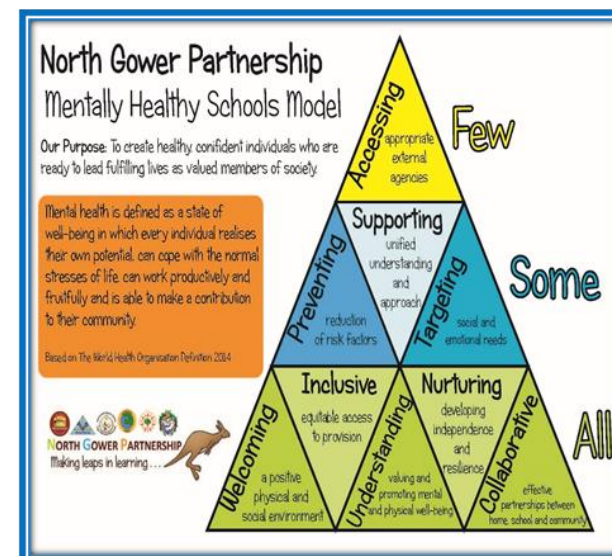 North Gower Partnership
Mentally Healthy Schools Model
Our Purpose: To create healthy, confident individuals who are
ready to lead fulfilling lives as valued members of society.
Mental health is defined as a state of
well-being in which every individual realises
their own potential, can cope with the normal
stresses of life, can work productively and
fruitfully and is able to make a contribution
to their community.
Based on The World Health Organisation Definition 2014
NORTH GOWER PARTNERSHIP
Making leaps in learning....
Accessing
appropriate
external
agencies
Few
Preventing
reduction
of risk factors
Supporting
unified
understanding
and
approach
Targeting
social and
emotional needs
Some
Welcoming
a positive
physical and
social environment
Inclusive
equitable access
to provision
Understanding
valuing and
promoting mental
and physical well-being
Nurturing
developing
independence
and
resilience
Collaborative
effective
partnerships between
home, school and community
All